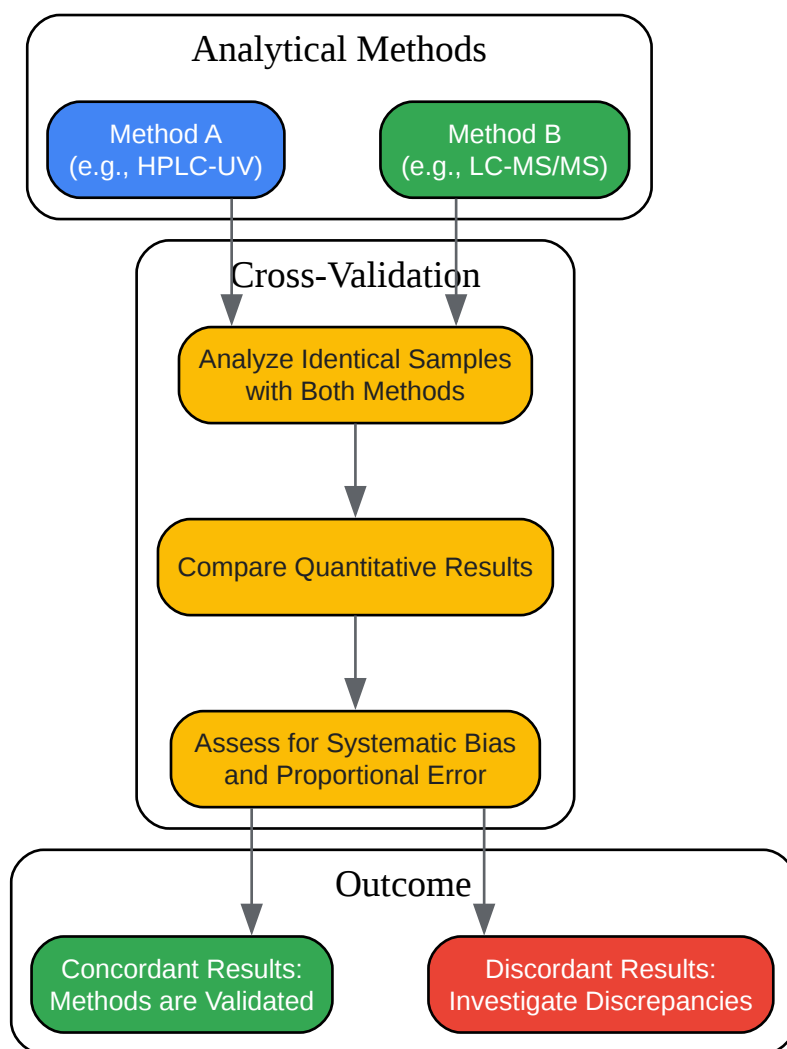 Analytical Methods
Method A
(e.g., HPLC-UV)
Method B
(e.g., LC-MS/MS)
Cross-Validation
Analyze Identical Samples
with Both Methods
Compare Quantitative Results
Assess for Systematic Bias
and Proportional Error
Outcome
Concordant Results:
Methods are Validated
Discordant Results:
Investigate Discrepancies